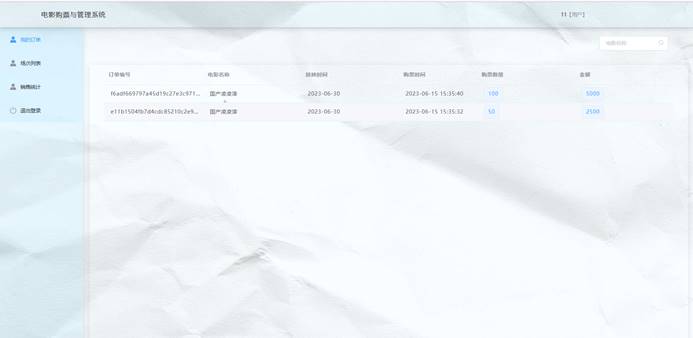 电影购票与管理系统
11【用户】
我的订单
场次列表
销售统计
退出登录
电影名称
订单编号 电影名称 放映时间 购票时间 购票数量 金额
f6adf669797a45d19c27e3c971... 国产凌凌漆 2023-06-30 2023-06-15 15:35:40 100 5000
e11b1504fb7d4cdc85210c2e9... 国产凌凌漆 2023-06-30 2023-06-15 15:35:32 50 2500